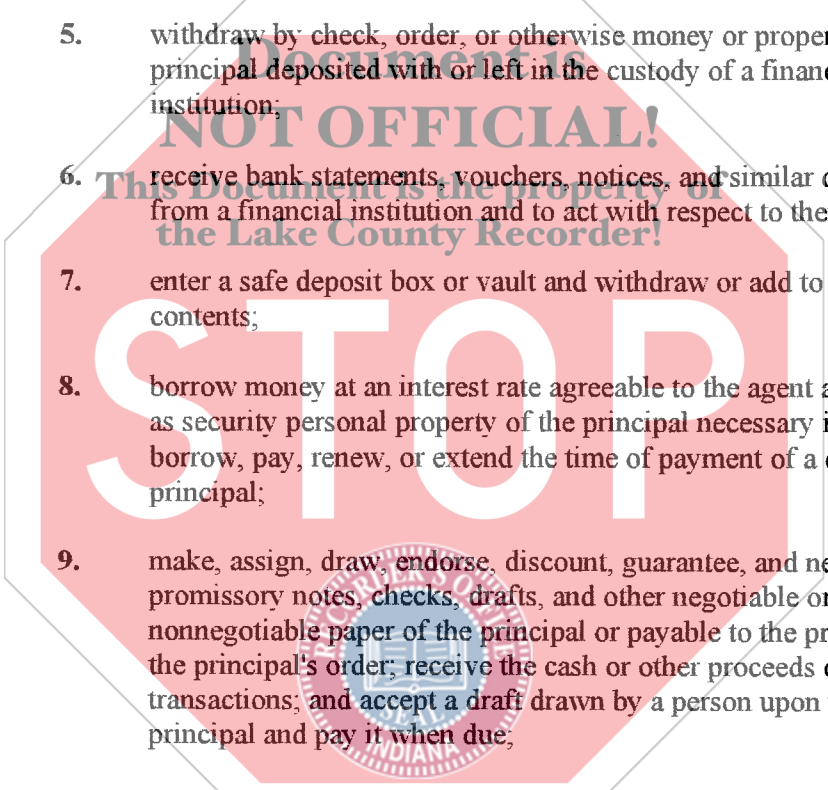 5. withdraw by check, order, or otherwise money or proper
Document is
principal deposited with or left in the custody of a financ
institution;
NOT OFFICIAL!
6. receive bank statements, vouchers, notices, and similar
This Document is the property of
from a financial institution and to act with respect to the
the Lake County Recorder!
7. enter a safe deposit box or vault and withdraw or add to
contents;
STOP
8. borrow money at an interest rate agreeable to the agent
as security personal property of the principal necessary
borrow, pay, renew, or extend the time of payment of a
principal;
9. make, assign, draw, endorse, discount, guarantee, and ne
promissory notes, checks, drafts, and other negotiable or
nonnegotiable paper of the principal or payable to the pr
the principal's order; receive the cash or other proceeds
transactions; and accept a draft drawn by a person upon
principal and pay it when due;
RECORDER'S OF
SEAL
INDIANA